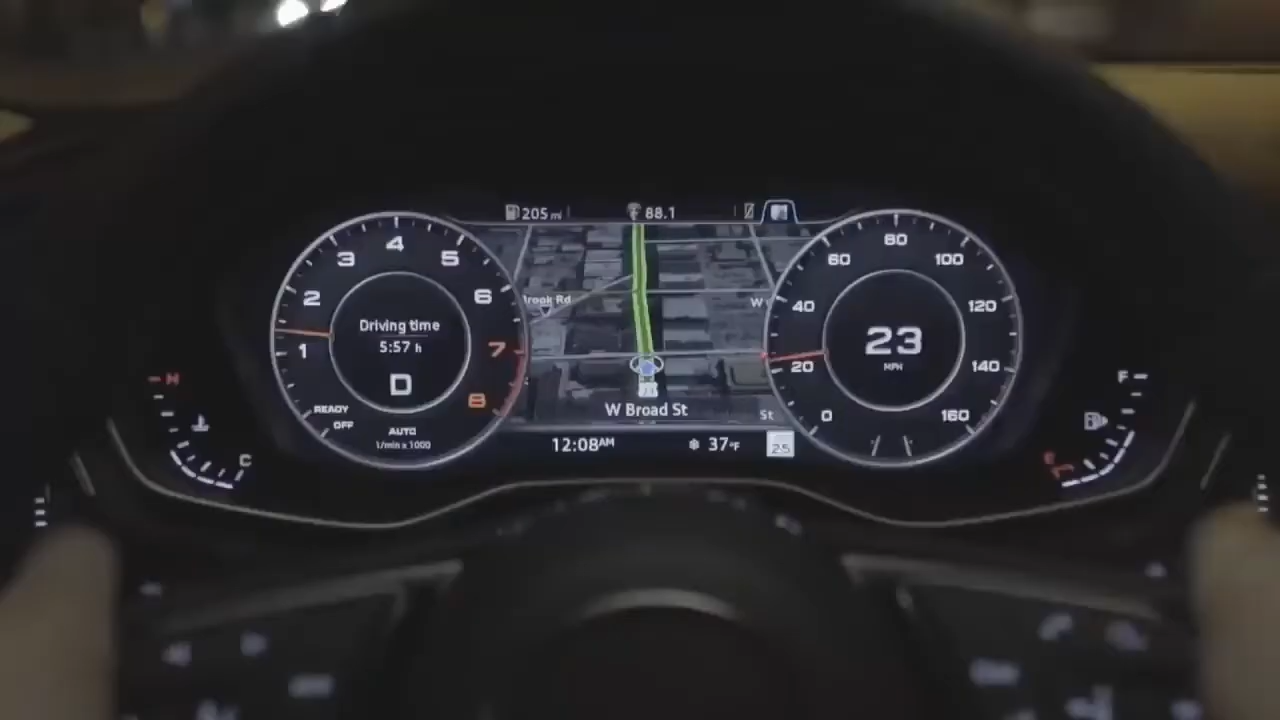 205 mi
88.1
4
3
5
2
6
1
7
8
Driving time
5:57 h
D
READY
OFF
AUTO
1/min x 1000
Brook Rd
W
W Broad St
St
12:08AM
37°F
25
80
60
100
40
120
20
140
0
160
23
MPH
H
C
F